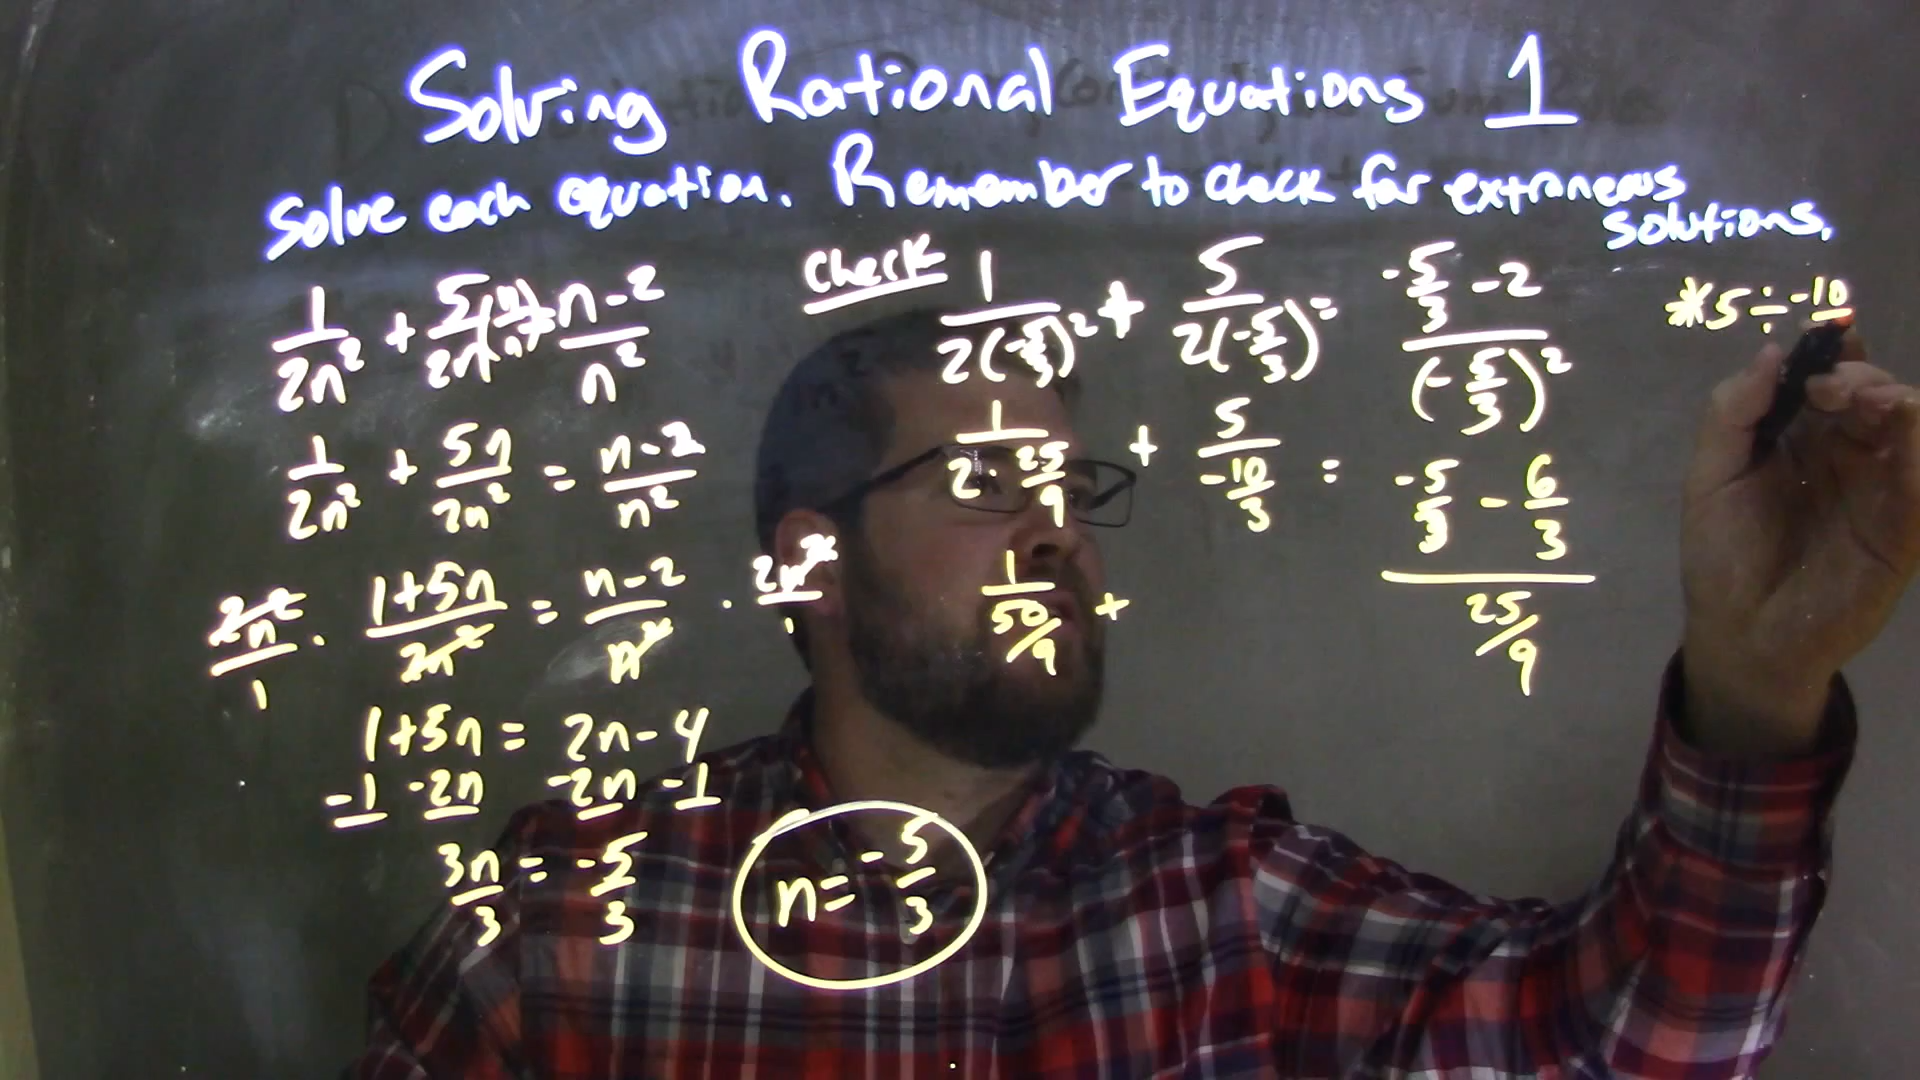 Solving Rational Equations 1
Solve each equation. Remember to check for extraneous solutions.
1/2n² + 5(n)/2n(n) = n-2/n²
1/2n² + 5n/2n² = n-2/n²
2n²/1 · 1+5n/2n² = n-2/n² · 2n²/1
1+5n = 2n-4
-1 -2n -2n -1
3n/3 = -5/3
n = -5/3
Check
1/2(-5/3)² + 5/2(-5/3) = -5/3 - 2/(-5/3)²
1/2·25/9 + 5/-10/3 = -5/3 - 6/3/25/9
1/50/9 +
*5 ÷ -10